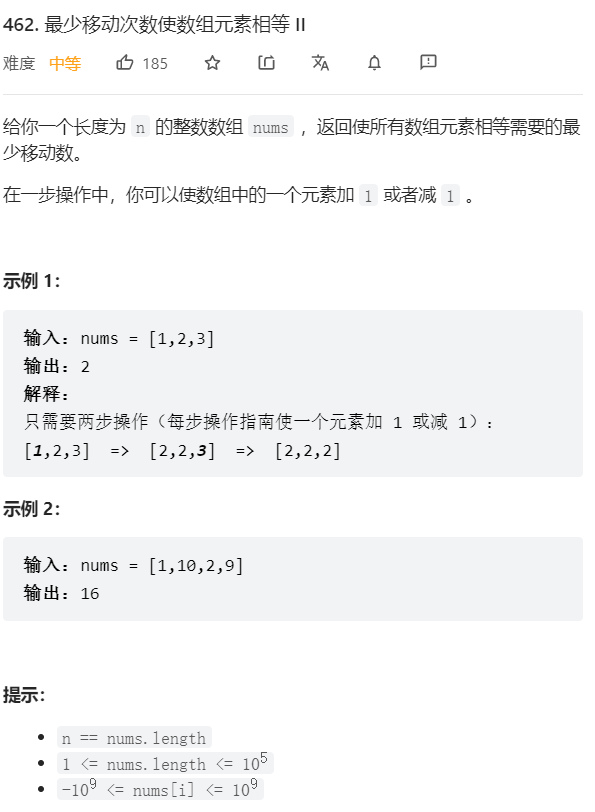 462. 最少移动次数使数组元素相等 II
难度 中等 185
给你一个长度为 n 的整数数组 nums ，返回使所有数组元素相等需要的最
少移动数。
在一步操作中，你可以使数组中的一个元素加 1 或者减 1 。
示例 1：
输入：nums = [1,2,3]
输出：2
解释：
只需要两步操作（每步操作指南使一个元素加 1 或减 1）：
[1,2,3]  =>  [2,2,3]  =>  [2,2,2]
示例 2：
输入：nums = [1,10,2,9]
输出：16
提示：
n == nums.length
1 <= nums.length <= 10⁵
-10⁹ <= nums[i] <= 10⁹